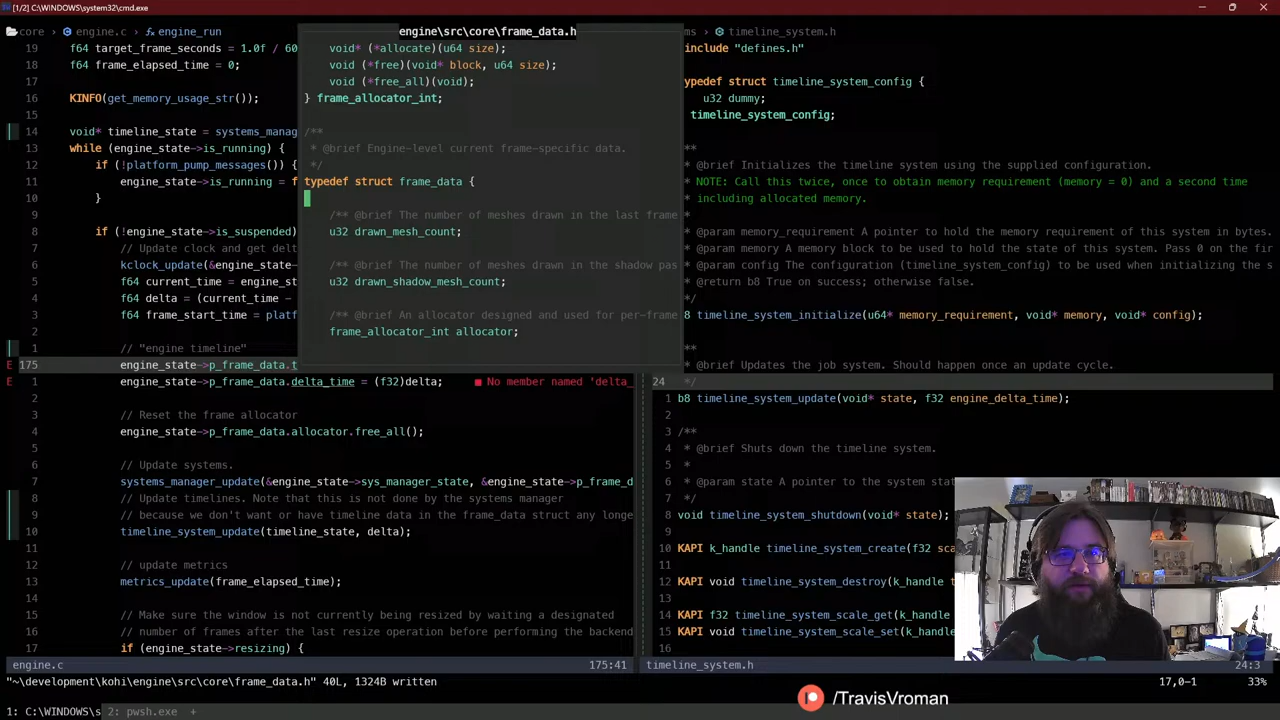 [1/2] C:\WINDOWS\system32\cmd.exe
core > engine.c > engine_run
19 f64 target_frame_seconds = 1.0f / 60
18 f64 frame_elapsed_time = 0;
17
16 KINFO(get_memory_usage_str());
15
14 void* timeline_state = systems_manag
13 while (engine_state->is_running) {
12 if (!platform_pump_messages()) {
11 engine_state->is_running = f
10 }
9
8 if (!engine_state->is_suspended)
7 // Update clock and get delt
6 kclock_update(&engine_state-
5 f64 current_time = engine_st
4 f64 delta = (current_time -
3 f64 frame_start_time = platf
2
1 // "engine timeline"
E 175 engine_state->p_frame_data.t
E 1 engine_state->p_frame_data.delta_time = (f32)delta; ■ No member named 'delta_
2
3 // Reset the frame allocator
4 engine_state->p_frame_data.allocator.free_all();
5
6 // Update systems.
7 systems_manager_update(&engine_state->sys_manager_state, &engine_state->p_frame_d
8 // Update timelines. Note that this is not done by the systems manager
9 // because we don't want or have timeline data in the frame_data struct any longe
10 timeline_system_update(timeline_state, delta);
11
12 // update metrics
13 metrics_update(frame_elapsed_time);
14
15 // Make sure the window is not currently being resized by waiting a designated
16 // number of frames after the last resize operation before performing the backend
17 if (engine_state->resizing) {
engine.c 175:41
engine\src\core\frame_data.h
void* (*allocate)(u64 size);
void (*free)(void* block, u64 size);
void (*free_all)(void);
} frame_allocator_int;
/**
* @brief Engine-level current frame-specific data.
*/
typedef struct frame_data {
/** @brief The number of meshes drawn in the last frame
u32 drawn_mesh_count;
/** @brief The number of meshes drawn in the shadow pas
u32 drawn_shadow_mesh_count;
/** @brief An allocator designed and used for per-frame
frame_allocator_int allocator;
ms > timeline_system.h
include "defines.h"
ypedef struct timeline_system_config {
u32 dummy;
timeline_system_config;
**
* @brief Initializes the timeline system using the supplied configuration.
* NOTE: Call this twice, once to obtain memory requirement (memory = 0) and a second time
* including allocated memory.
*
* @param memory_requirement A pointer to hold the memory requirement of this system in bytes.
* @param memory A memory block to be used to hold the state of this system. Pass 0 on the fir
* @param config The configuration (timeline_system_config) to be used when initializing the s
* @return b8 True on success; otherwise false.
*/
8 timeline_system_initialize(u64* memory_requirement, void* memory, void* config);
**
* @brief Updates the job system. Should happen once an update cycle.
24 */
1 b8 timeline_system_update(void* state, f32 engine_delta_time);
2
3 /**
4 * @brief Shuts down the timeline system.
5 *
6 * @param state A pointer to the system stat
7 */
8 void timeline_system_shutdown(void* state);
9
10 KAPI k_handle timeline_system_create(f32 sca
11
12 KAPI void timeline_system_destroy(k_handle
13
14 KAPI f32 timeline_system_scale_get(k_handle
15 KAPI void timeline_system_scale_set(k_handle
16
timeline_system.h 24:3
"~\development\kohi\engine\src\core\frame_data.h" 40L, 1324B written 17,0-1 33%
/TravisVroman
1: C:\WINDOWS\s 2: pwsh.exe +